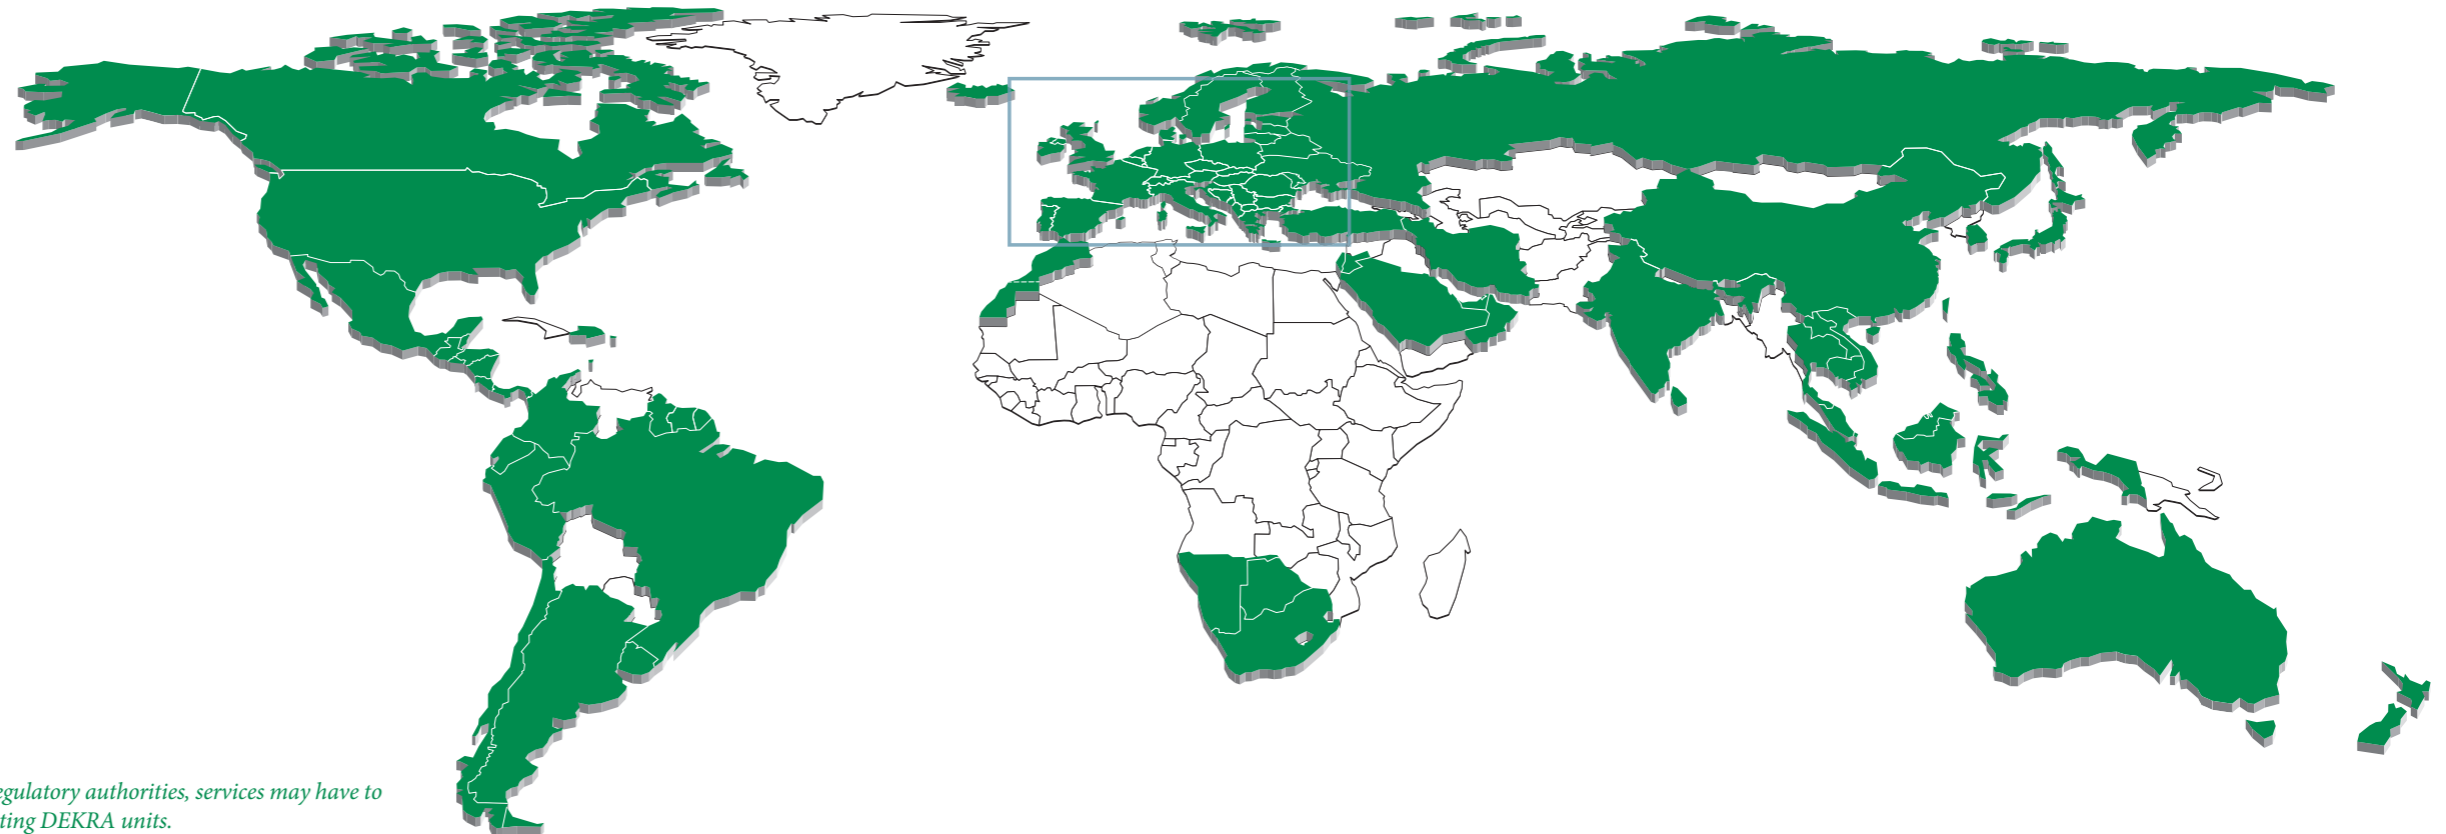 egulatory authorities, services may have to
ting DEKRA units.